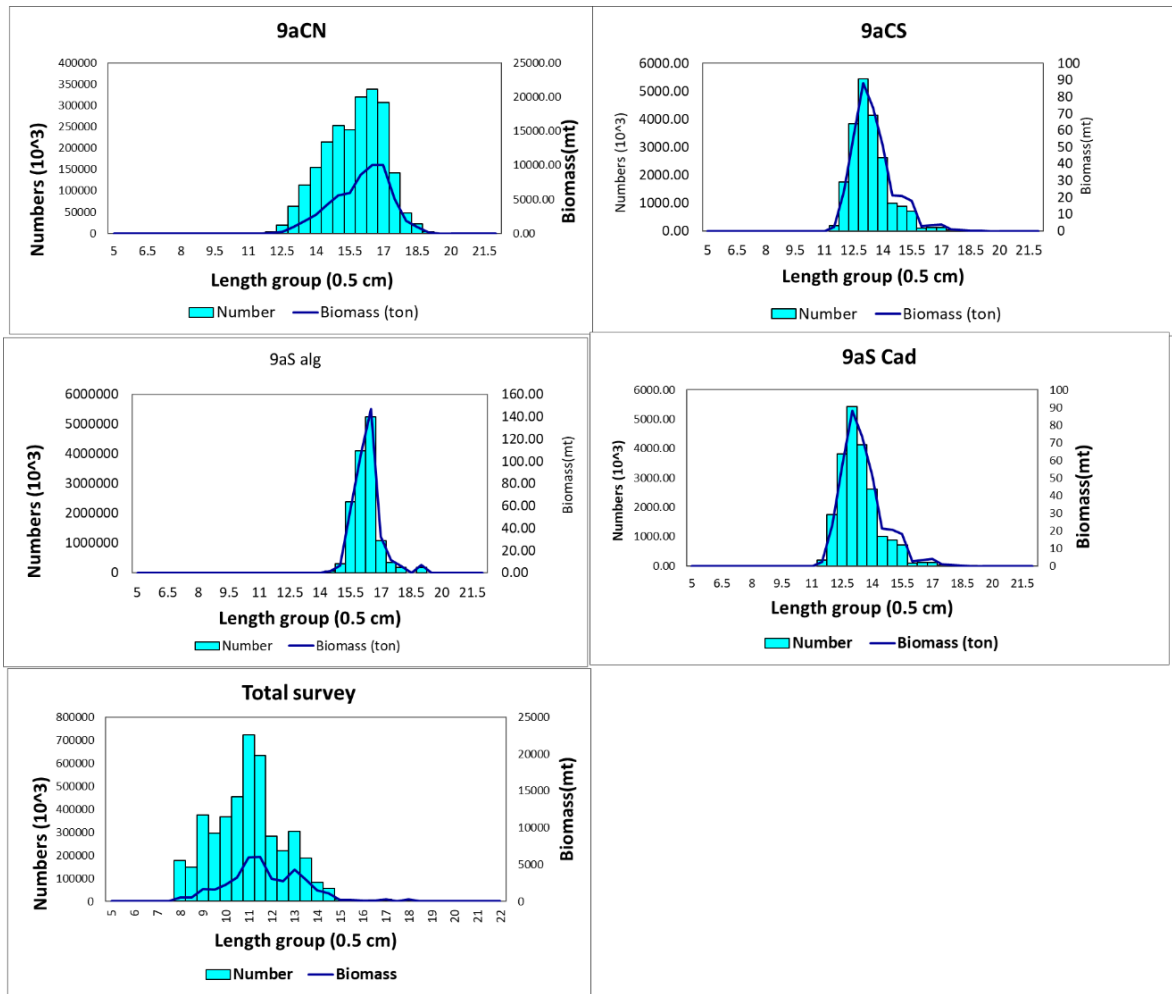 9aCN
Numbers (10^3)
400000
350000
300000
250000
200000
150000
100000
50000
0
25000.00
20000.00
15000.00
10000.00
5000.00
0.00
Biomass(mt)
5 6.5 8 9.5 11 12.5 14 15.5 17 18.5 20 21.5
Length group (0.5 cm)
Number Biomass (ton)
9aCS
Numbers (10^3)
6000.00
5000.00
4000.00
3000.00
2000.00
1000.00
0.00
100
90
80
70
60
50
40
30
20
10
0
Biomass(mt)
5 6.5 8 9.5 11 12.5 14 15.5 17 18.5 20 21.5
Length group (0.5 cm)
Number Biomass (ton)
9aS alg
Numbers (10^3)
6000000
5000000
4000000
3000000
2000000
1000000
0
160.00
140.00
120.00
100.00
80.00
60.00
40.00
20.00
0.00
Biomass(mt)
5 6.5 8 9.5 11 12.5 14 15.5 17 18.5 20 21.5
Length group (0.5 cm)
Number Biomass (ton)
9aS Cad
Numbers (10^3)
6000.00
5000.00
4000.00
3000.00
2000.00
1000.00
0.00
100
90
80
70
60
50
40
30
20
10
0
Biomass(mt)
5 6.5 8 9.5 11 12.5 14 15.5 17 18.5 20 21.5
Length group (0.5 cm)
Number Biomass (ton)
Total survey
Numbers (10^3)
800000
700000
600000
500000
400000
300000
200000
100000
0
25000
20000
15000
10000
5000
0
Biomass(mt)
5 6 7 8 9 10 11 12 13 14 15 16 17 18 19 20 21 22
Length group (0.5 cm)
Number Biomass